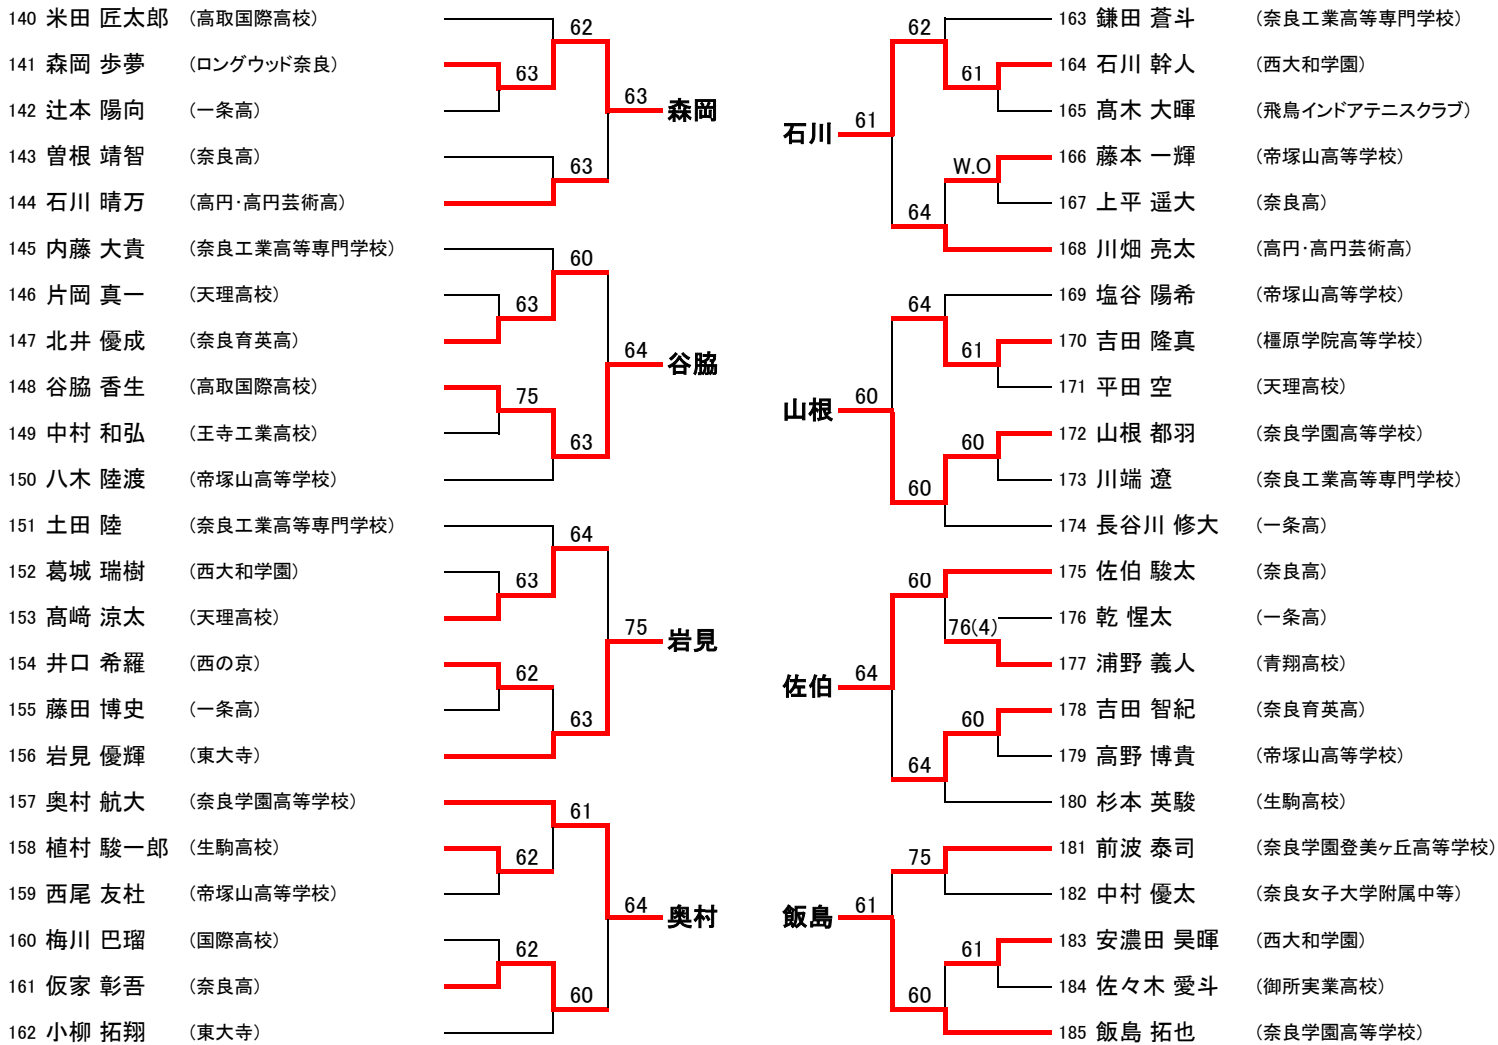 140 米田 匠太郎 (高取国際高校)
141 森岡 歩夢 (ロングウッド奈良)
142 辻本 陽向 (一条高)
143 曽根 靖智 (奈良高)
144 石川 晴万 (高円･高円芸術高)
145 内藤 大貴 (奈良工業高等専門学校)
146 片岡 真一 (天理高校)
147 北井 優成 (奈良育英高)
148 谷脇 香生 (高取国際高校)
149 中村 和弘 (王寺工業高校)
150 八木 陸渡 (帝塚山高等学校)
151 土田 陸 (奈良工業高等専門学校)
152 葛城 瑞樹 (西大和学園)
153 髙﨑 涼太 (天理高校)
154 井口 希羅 (西の京)
155 藤田 博史 (一条高)
156 岩見 優輝 (東大寺)
157 奥村 航大 (奈良学園高等学校)
158 植村 駿一郎 (生駒高校)
159 西尾 友杜 (帝塚山高等学校)
160 梅川 巴瑠 (国際高校)
161 仮家 彰吾 (奈良高)
162 小柳 拓翔 (東大寺)
62
63
63
63
森岡
60
63
64
谷脇
75
63
64
63
75
岩見
62
63
61
62
64
奥村
62
60
62
61
61
石川
W.O
64
64
61
60
山根
60
60
60
76(4)
64
佐伯
60
64
75
61
飯島
61
60
163 鎌田 蒼斗 (奈良工業高等専門学校)
164 石川 幹人 (西大和学園)
165 髙木 大暉 (飛鳥インドアテニスクラブ)
166 藤本 一輝 (帝塚山高等学校)
167 上平 遥大 (奈良高)
168 川畑 亮太 (高円･高円芸術高)
169 塩谷 陽希 (帝塚山高等学校)
170 吉田 隆真 (橿原学院高等学校)
171 平田 空 (天理高校)
172 山根 都羽 (奈良学園高等学校)
173 川端 遼 (奈良工業高等専門学校)
174 長谷川 修大 (一条高)
175 佐伯 駿太 (奈良高)
176 乾 惺太 (一条高)
177 浦野 義人 (青翔高校)
178 吉田 智紀 (奈良育英高)
179 高野 博貴 (帝塚山高等学校)
180 杉本 英駿 (生駒高校)
181 前波 泰司 (奈良学園登美ヶ丘高等学校)
182 中村 優太 (奈良女子大学附属中等)
183 安濃田 昊暉 (西大和学園)
184 佐々木 愛斗 (御所実業高校)
185 飯島 拓也 (奈良学園高等学校)